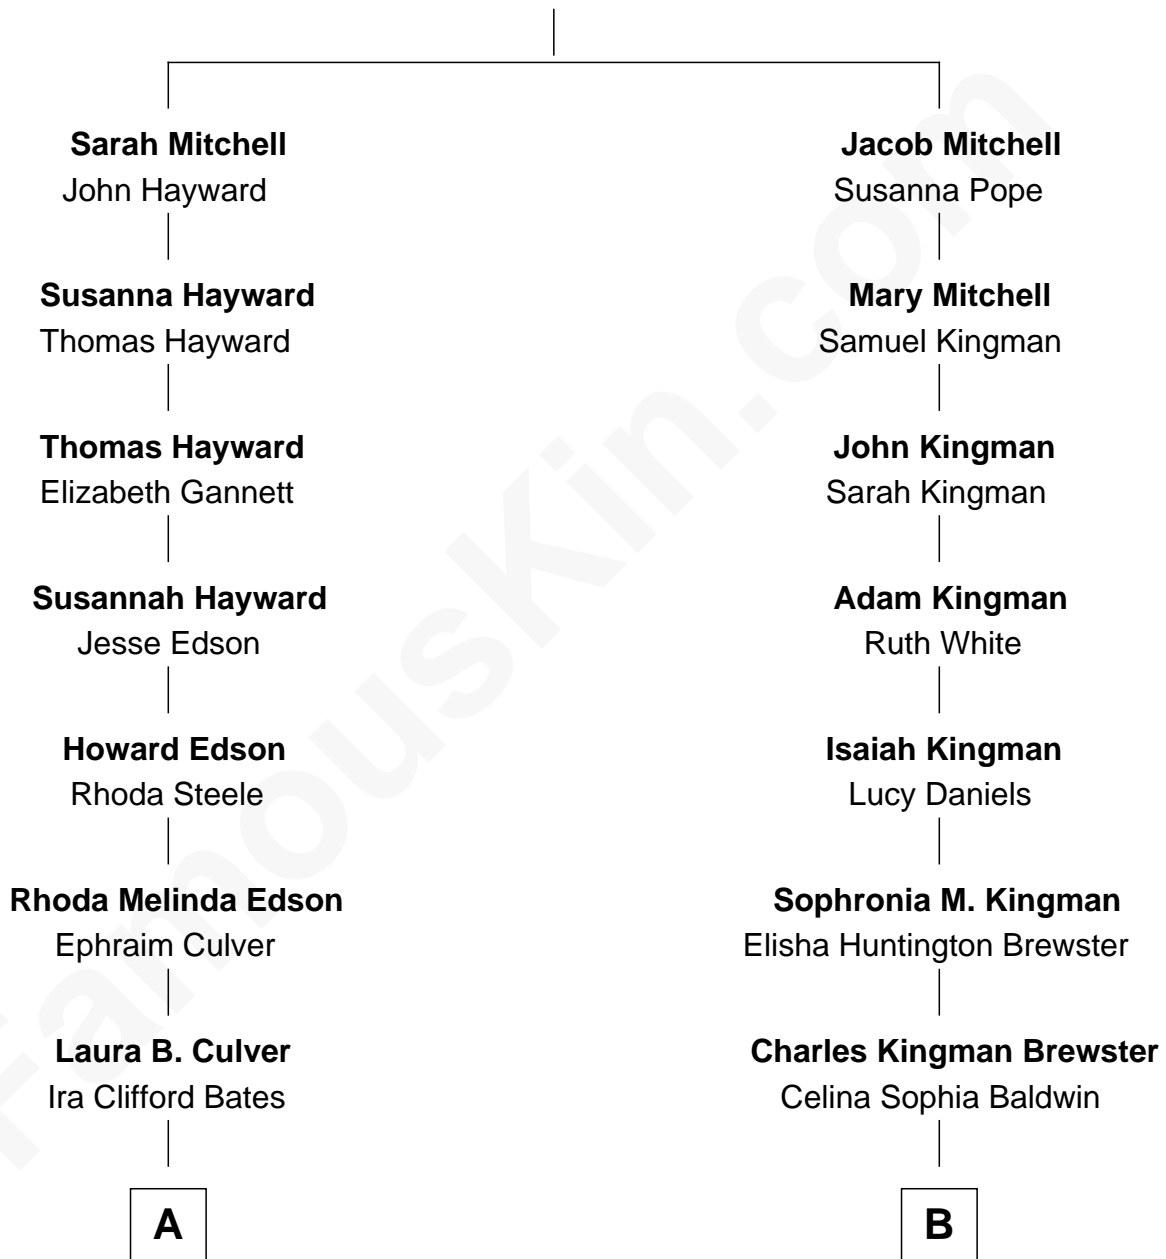 Sarah Mitchell
John Hayward
Susanna Hayward
Thomas Hayward
Thomas Hayward
Elizabeth Gannett
Susannah Hayward
Jesse Edson
Howard Edson
Rhoda Steele
Rhoda Melinda Edson
Ephraim Culver
Laura B. Culver
Ira Clifford Bates
A
Jacob Mitchell
Susanna Pope
Mary Mitchell
Samuel Kingman
John Kingman
Sarah Kingman
Adam Kingman
Ruth White
Isaiah Kingman
Lucy Daniels
Sophronia M. Kingman
Elisha Huntington Brewster
Charles Kingman Brewster
Celina Sophia Baldwin
B
FamousKin.com